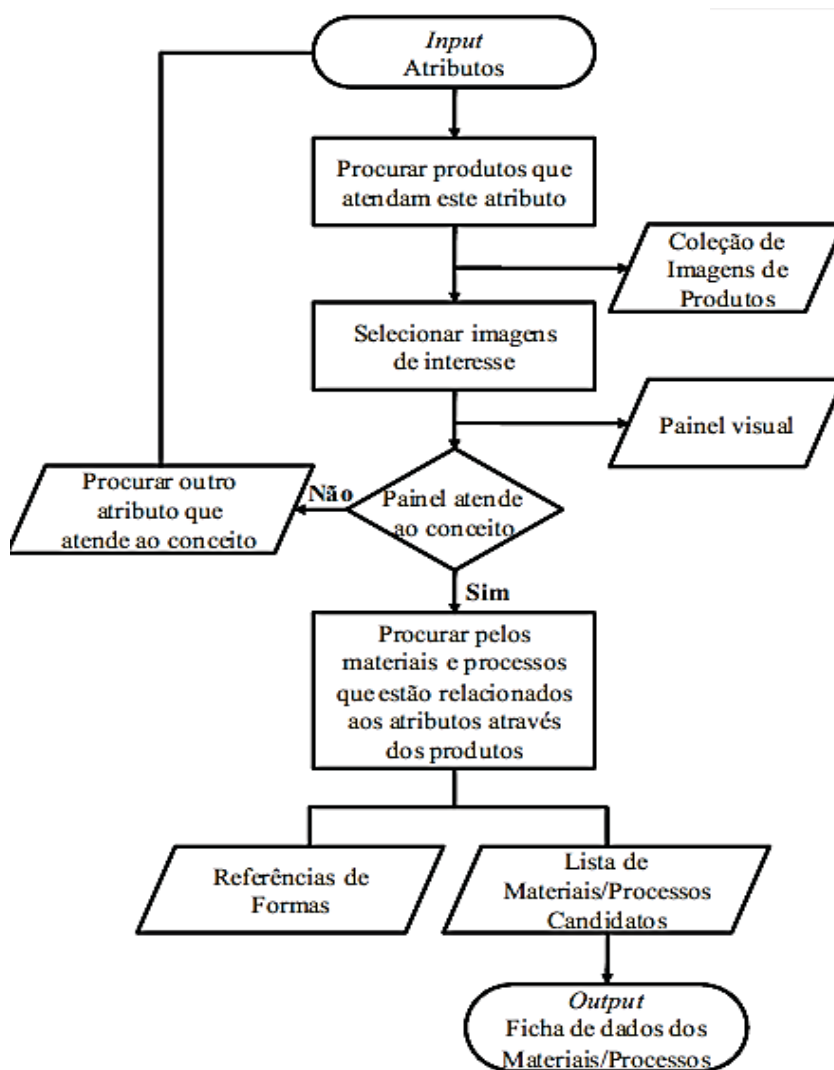 Input
Atributos
Procurar produtos que
atendam este atributo
Coleção de
Imagens de
Produtos
Selecionar imagens
de interesse
Painel visual
Procurar outro
atributo que
atende ao conceito
Não
Painel atende
ao conceito
Sim
Procurar pelos
materiais e processos
que estão relacionados
aos atributos através
dos produtos
Referências de
Formas
Lista de
Materiais/Processos
Candidatos
Output
Ficha de dados dos
Materiais/Processos